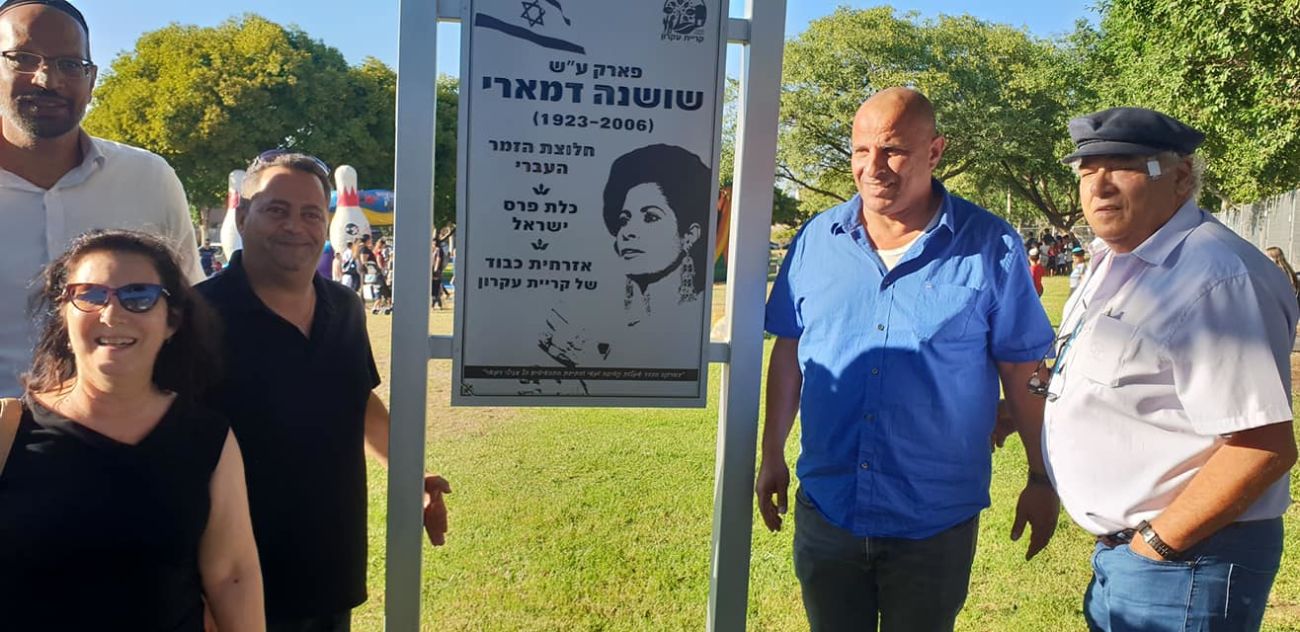 קריית עקרון
פארק ע״ש
שושנה דמארי
(1923-2006)
חלוצת הזמר
העברי
כלת פרס
ישראל
אזרחית כבוד
של קריית עקרון